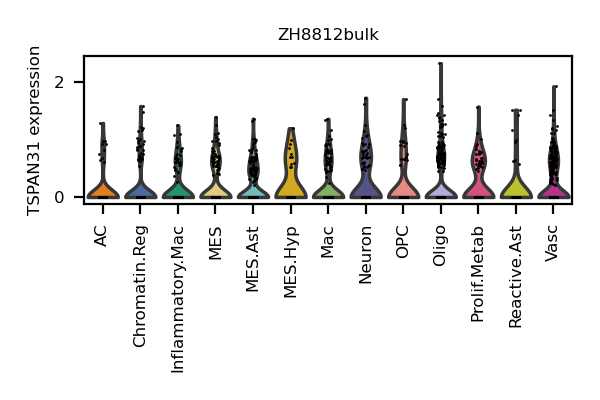 ZH8812bulk
TSPAN31 expression
2
0
AC
Chromatin.Reg
Inflammatory.Mac
MES
MES.Ast
MES.Hyp
Mac
Neuron
OPC
Oligo
Prolif.Metab
Reactive.Ast
Vasc